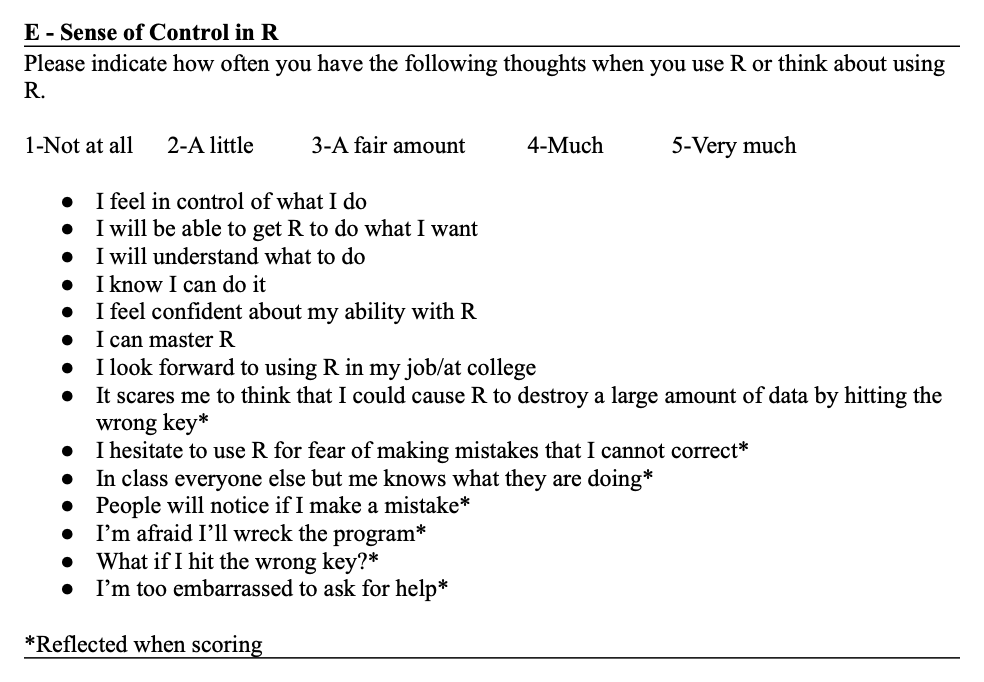 E - Sense of Control in R
Please indicate how often you have the following thoughts when you use R or think about using
R.
1-Not at all 2-A little 3-A fair amount 4-Much 5-Very much
● I feel in control of what I do
● I will be able to get R to do what I want
● I will understand what to do
● I know I can do it
● I feel confident about my ability with R
● I can master R
● I look forward to using R in my job/at college
● It scares me to think that I could cause R to destroy a large amount of data by hitting the
wrong key*
● I hesitate to use R for fear of making mistakes that I cannot correct*
● In class everyone else but me knows what they are doing*
● People will notice if I make a mistake*
● I’m afraid I’ll wreck the program*
● What if I hit the wrong key?*
● I’m too embarrassed to ask for help*
*Reflected when scoring